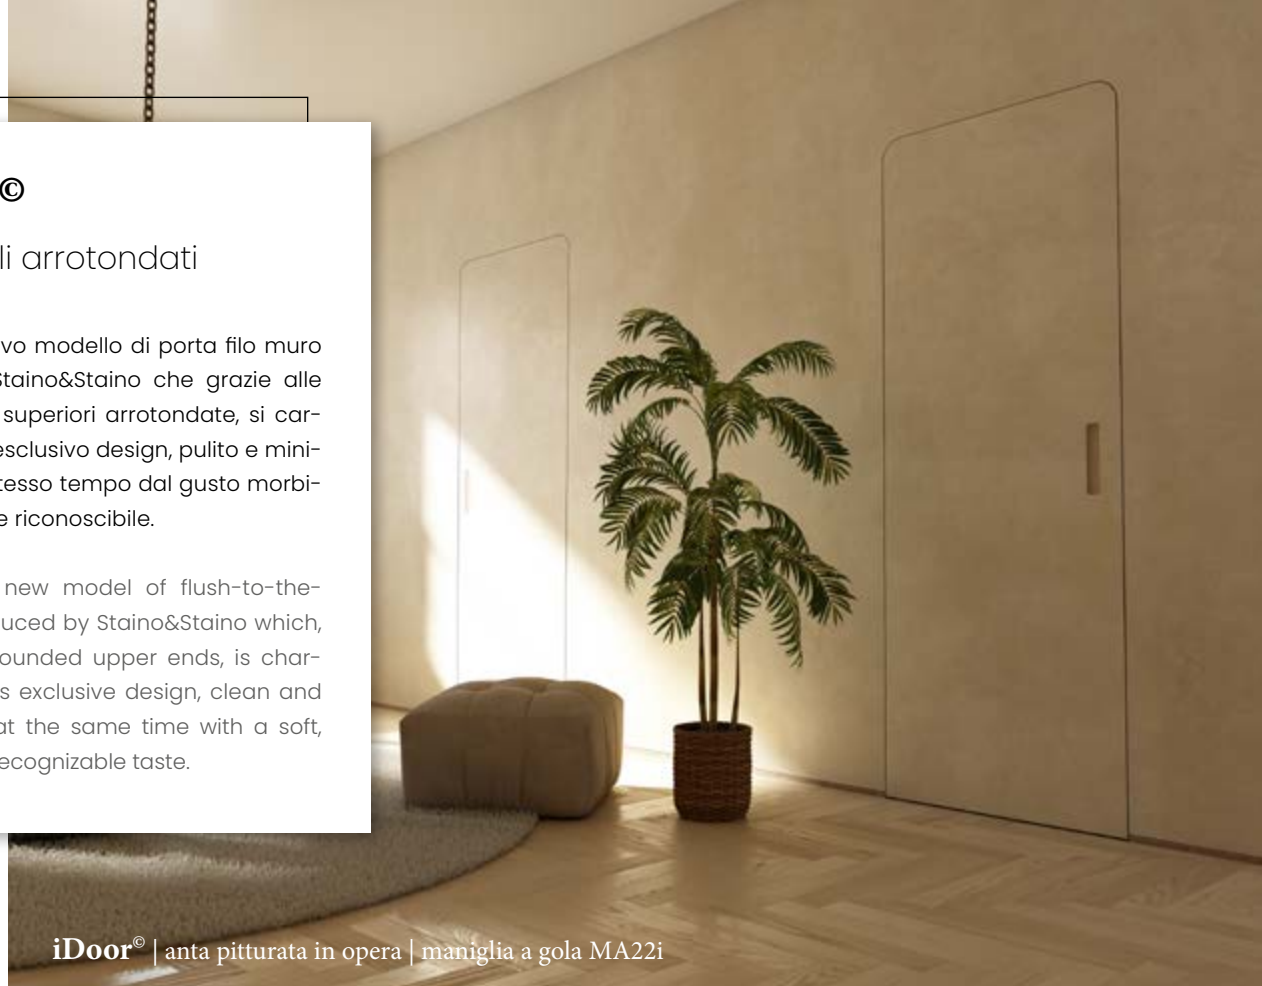 ©
li arrotondati
vo modello di porta filo muro
Staino&Staino che grazie alle
superiori arrotondate, si car-
esclusivo design, pulito e mini-
tesso tempo dal gusto morbi-
e riconoscibile.
new model of flush-to-the-
uced by Staino&Staino which,
ounded upper ends, is char-
s exclusive design, clean and
at the same time with a soft,
ecognizable taste.
iDoor© | anta pitturata in opera | maniglia a gola MA22i